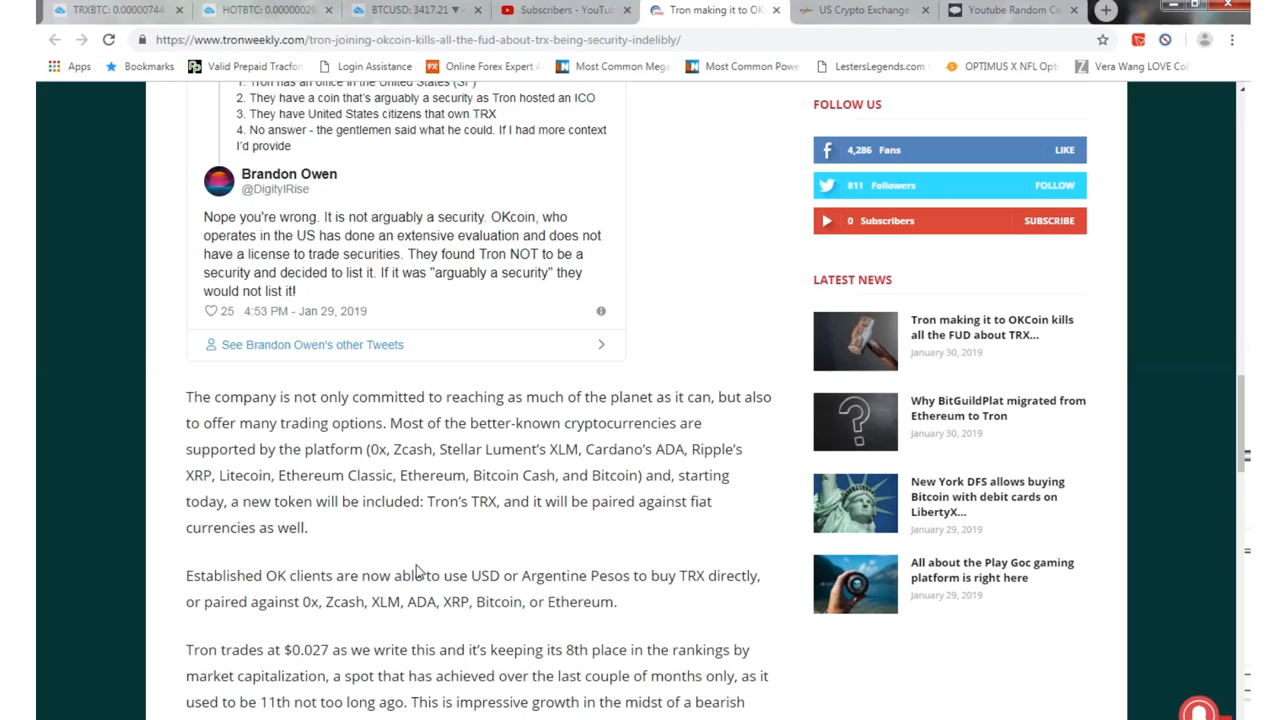 TRXBTC: 0.00000744
HOTBTC: 0.00000029
BTCUSD: 3417.21 ▼
Subscribers - YouTu
Tron making it to OK
US Crypto Exchange
Youtube Random Co
https://www.tronweekly.com/tron-joining-okcoin-kills-all-the-fud-about-trx-being-security-indelibly/
Apps
Bookmarks
Valid Prepaid Tracfon
Login Assistance
Online Forex Expert A
Most Common Mega
Most Common Powe
LestersLegends.com
OPTIMUS X NFL Opti
Vera Wang LOVE Col
1. Tron has an office in the United States (SF)
2. They have a coin that's arguably a security as Tron hosted an ICO
3. They have United States citizens that own TRX
4. No answer - the gentlemen said what he could. If I had more context
I'd provide
Brandon Owen
@DigitylRise
Nope you're wrong. It is not arguably a security. OKcoin, who
operates in the US has done an extensive evaluation and does not
have a license to trade securities. They found Tron NOT to be a
security and decided to list it. If it was "arguably a security" they
would not list it!
25 4:53 PM - Jan 29, 2019
See Brandon Owen's other Tweets
The company is not only committed to reaching as much of the planet as it can, but also
to offer many trading options. Most of the better-known cryptocurrencies are
supported by the platform (0x, Zcash, Stellar Lument's XLM, Cardano's ADA, Ripple's
XRP, Litecoin, Ethereum Classic, Ethereum, Bitcoin Cash, and Bitcoin) and, starting
today, a new token will be included: Tron's TRX, and it will be paired against fiat
currencies as well.
Established OK clients are now able to use USD or Argentine Pesos to buy TRX directly,
or paired against 0x, Zcash, XLM, ADA, XRP, Bitcoin, or Ethereum.
Tron trades at $0.027 as we write this and it's keeping its 8th place in the rankings by
market capitalization, a spot that has achieved over the last couple of months only, as it
used to be 11th not too long ago. This is impressive growth in the midst of a bearish
FOLLOW US
4,286 Fans LIKE
811 Followers FOLLOW
0 Subscribers SUBSCRIBE
LATEST NEWS
Tron making it to OKCoin kills
all the FUD about TRX...
January 30, 2019
Why BitGuildPlat migrated from
Ethereum to Tron
January 30, 2019
New York DFS allows buying
Bitcoin with debit cards on
LibertyX...
January 29, 2019
All about the Play Goc gaming
platform is right here
January 29, 2019